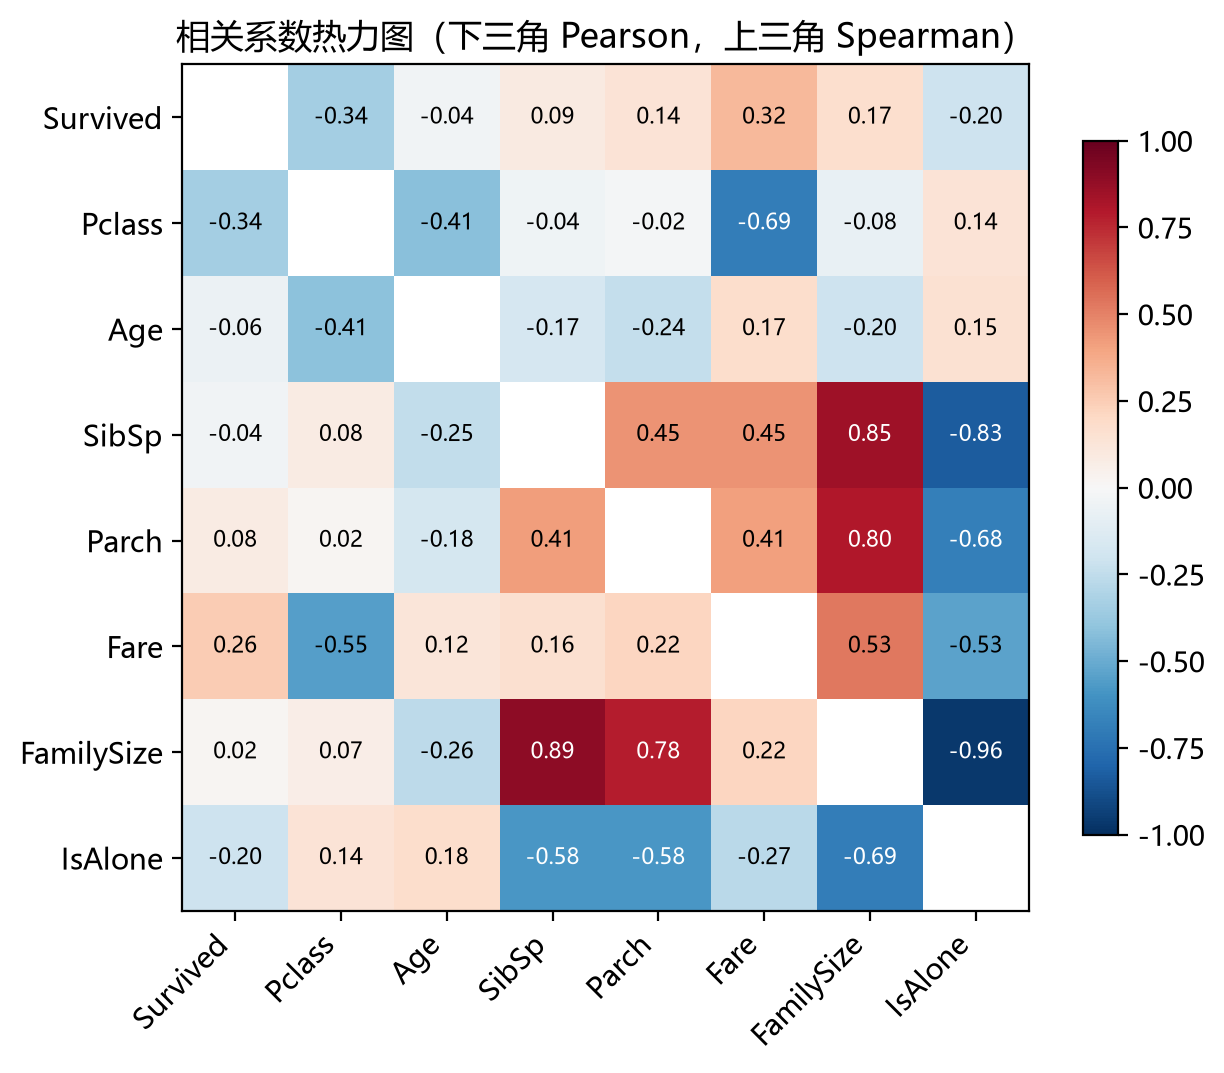 相关系数热力图（下三角 Pearson，上三角 Spearman）
Survived -0.34 -0.04 0.09 0.14 0.32 0.17 -0.20
Pclass -0.34 -0.41 -0.04 -0.02 -0.69 -0.08 0.14
Age -0.06 -0.41 -0.17 -0.24 0.17 -0.20 0.15
SibSp -0.04 0.08 -0.25 0.45 0.45 0.85 -0.83
Parch 0.08 0.02 -0.18 0.41 0.41 0.80 -0.68
Fare 0.26 -0.55 0.12 0.16 0.22 0.53 -0.53
FamilySize 0.02 0.07 -0.26 0.89 0.78 0.22 -0.96
IsAlone -0.20 0.14 0.18 -0.58 -0.58 -0.27 -0.69
Survived Pclass Age SibSp Parch Fare FamilySize IsAlone
1.00
0.75
0.50
0.25
0.00
-0.25
-0.50
-0.75
-1.00